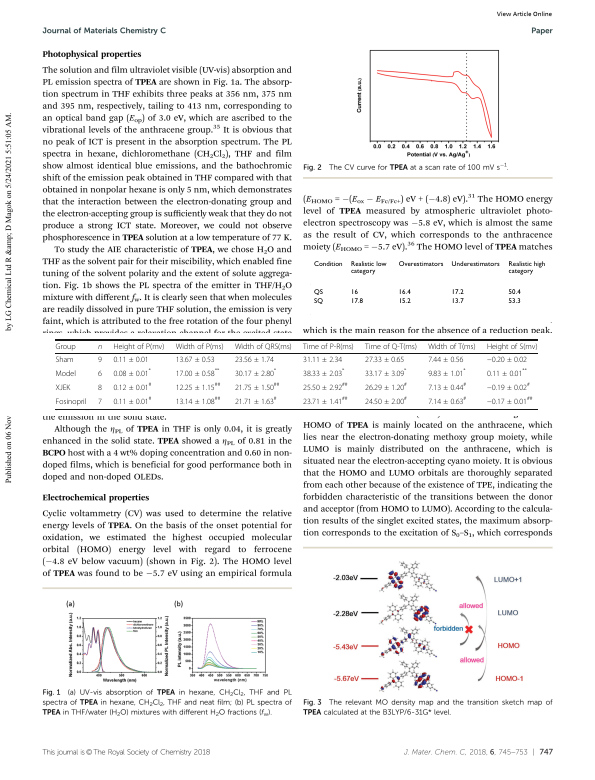 View Article Online
Journal of Materials Chemistry C
Paper
by LG Chemical Ltd R &amp; D Magok on 5/24/2021 5:51:05 AM.
Published on 06 Nov
Photophysical properties
The solution and film ultraviolet visible (UV-vis) absorption and
PL emission spectra of TPEA are shown in Fig. 1a. The absorp-
tion spectrum in THF exhibits three peaks at 356 nm, 375 nm
and 395 nm, respectively, tailing to 413 nm, corresponding to
an optical band gap (Eop) of 3.0 eV, which are ascribed to the
vibrational levels of the anthracene group.35 It is obvious that
no peak of ICT is present in the absorption spectrum. The PL
spectra in hexane, dichloromethane (CH2Cl2), THF and film
show almost identical blue emissions, and the bathochromic
shift of the emission peak obtained in THF compared with that
obtained in nonpolar hexane is only 5 nm, which demonstrates
that the interaction between the electron-donating group and
the electron-accepting group is sufficiently weak that they do not
produce a strong ICT state. Moreover, we could not observe
phosphorescence in TPEA solution at a low temperature of 77 K.
To study the AIE characteristic of TPEA, we chose H2O and
THF as the solvent pair for their miscibility, which enabled fine
tuning of the solvent polarity and the extent of solute aggrega-
tion. Fig. 1b shows the PL spectra of the emitter in THF/H2O
mixture with different fw. It is clearly seen that when molecules
are readily dissolved in pure THF solution, the emission is very
faint, which is attributed to the free rotation of the four phenyl
Group n Height of P(mv) Width of P(ms) Width of QRS(ms) Time of P-R(ms) Time of Q-T(ms) Width of T(ms) Height of S(mv)
Sham 9 0.11 ± 0.01 13.67 ± 0.53 23.56 ± 1.74 31.11 ± 2.34 27.33 ± 0.65 7.44 ± 0.56 −0.20 ± 0.02
Model 6 0.08 ± 0.01* 17.00 ± 0.58** 30.17 ± 2.80* 38.33 ± 2.03* 33.17 ± 3.09* 9.83 ± 1.01* 0.11 ± 0.01**
XJEK 8 0.12 ± 0.01# 12.25 ± 1.15## 21.75 ± 1.50## 25.50 ± 2.92## 26.29 ± 1.20# 7.13 ± 0.44# −0.19 ± 0.02#
Fosinopril 7 0.11 ± 0.01# 13.14 ± 1.08## 21.71 ± 1.63# 23.71 ± 1.41## 24.50 ± 2.00# 7.14 ± 0.63# −0.17 ± 0.01##
the emission in the solid state.
Although the ηPL of TPEA in THF is only 0.04, it is greatly
enhanced in the solid state. TPEA showed a ηPL of 0.81 in the
BCPO host with a 4 wt% doping concentration and 0.60 in non-
doped films, which is beneficial for good performance both in
doped and non-doped OLEDs.
Electrochemical properties
Cyclic voltammetry (CV) was used to determine the relative
energy levels of TPEA. On the basis of the onset potential for
oxidation, we estimated the highest occupied molecular
orbital (HOMO) energy level with regard to ferrocene
(−4.8 eV below vacuum) (shown in Fig. 2). The HOMO level
of TPEA was found to be −5.7 eV using an empirical formula
(a)
(b)
Normalized Abs. Intensity (a.u.)
Normalized PL Intensity (a.u.)
Wavelength (nm)
PL intensity (a.u.)
wavelength (nm)
Fig. 1 (a) UV-vis absorption of TPEA in hexane, CH2Cl2, THF and PL
spectra of TPEA in hexane, CH2Cl2, THF and neat film; (b) PL spectra of
TPEA in THF/water (H2O) mixtures with different H2O fractions (fw).
Current (a.u.)
0.0 0.2 0.4 0.6 0.8 1.0 1.2 1.4 1.6
Potential (V vs. Ag/Ag+)
Fig. 2 The CV curve for TPEA at a scan rate of 100 mV s−1.
(EHOMO = −(Eox − EFc/Fc+) eV + (−4.8) eV).31 The HOMO energy
level of TPEA measured by atmospheric ultraviolet photo-
electron spectroscopy was −5.8 eV, which is almost the same
as the result of CV, which corresponds to the anthracence
moiety (EHOMO = −5.7 eV).36 The HOMO level of TPEA matches
Condition Realistic low category Overestimators Underestimators Realistic high category
QS 16 16.4 17.2 50.4
SQ 17.8 15.2 13.7 53.3
which is the main reason for the absence of a reduction peak.
HOMO of TPEA is mainly located on the anthracene, which
lies near the electron-donating methoxy group moiety, while
LUMO is mainly distributed on the anthracene, which is
situated near the electron-accepting cyano moiety. It is obvious
that the HOMO and LUMO orbitals are thoroughly separated
from each other because of the existence of TPE, indicating the
forbidden characteristic of the transitions between the donor
and acceptor (from HOMO to LUMO). According to the calcula-
tion results of the singlet excited states, the maximum absorp-
tion corresponds to the excitation of S0–S1, which corresponds
-2.03eV
LUMO+1
allowed
-2.28eV
LUMO
forbidden
-5.43eV
HOMO
allowed
-5.67eV
HOMO-1
Fig. 3 The relevant MO density map and the transition sketch map of
TPEA calculated at the B3LYP/6-31G* level.
This journal is © The Royal Society of Chemistry 2018
J. Mater. Chem. C, 2018, 6, 745–753 | 747